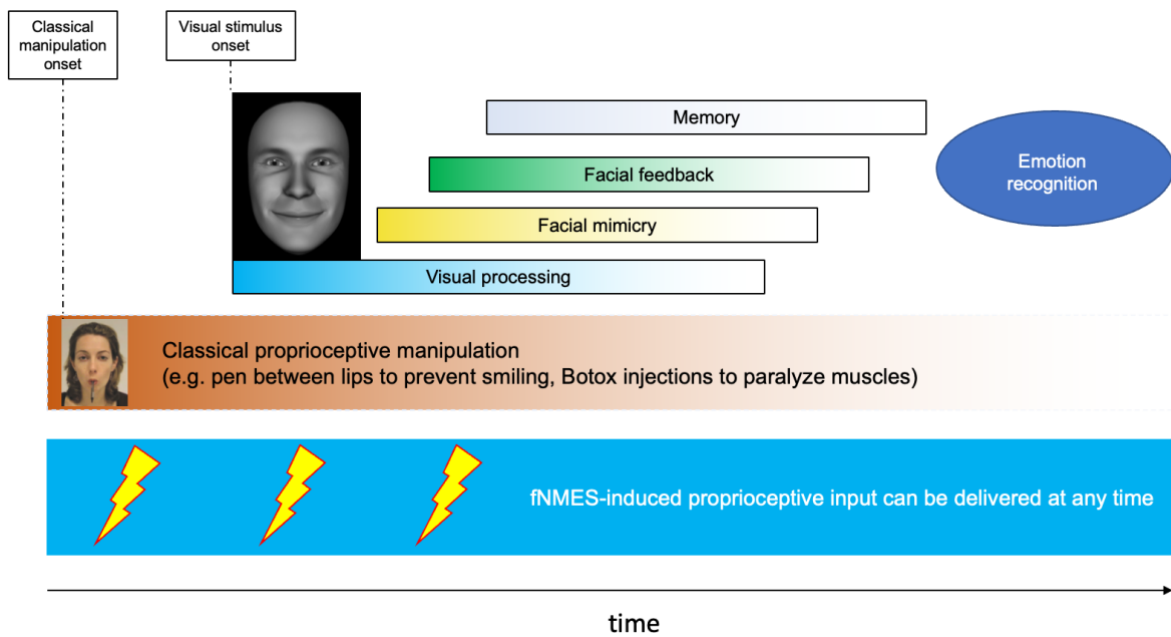 Classical
manipulation
onset
Visual stimulus
onset
Memory
Facial feedback
Facial mimicry
Visual processing
Emotion
recognition
Classical proprioceptive manipulation
(e.g. pen between lips to prevent smiling, Botox injections to paralyze muscles)
fNMES-induced proprioceptive input can be delivered at any time
time